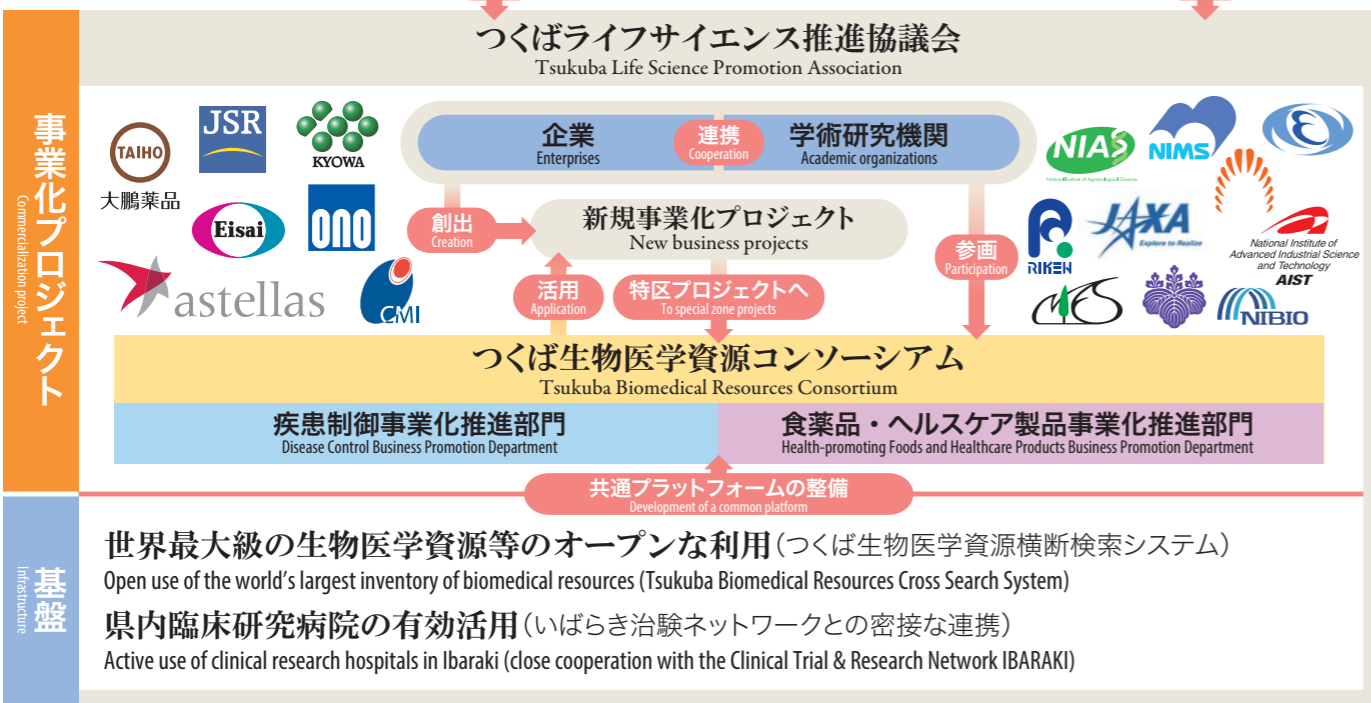 つくばライフサイエンス推進協議会
Tsukuba Life Science Promotion Association
事業化プロジェクト
Commercialization project
TAIHO
大鵬薬品
JSR
KYOWA
Eisai
ono
astellas
CMI
企業
Enterprises
連携
Cooperation
学術研究機関
Academic organizations
創出
Creation
新規事業化プロジェクト
New business projects
参画
Participation
活用
Application
特区プロジェクトへ
To special zone projects
NIAS
National Institute of Agrobiological Sciences
NIMS
RIKEN
JAXA
Explore to Realize
National Institute of
Advanced Industrial Science
and Technology
AIST
NIBIO
つくば生物医学資源コンソーシアム
Tsukuba Biomedical Resources Consortium
疾患制御事業化推進部門
Disease Control Business Promotion Department
食薬品・ヘルスケア製品事業化推進部門
Health-promoting Foods and Healthcare Products Business Promotion Department
共通プラットフォームの整備
Development of a common platform
基盤
Infrastructure
世界最大級の生物医学資源等のオープンな利用（つくば生物医学資源横断検索システム）
Open use of the world's largest inventory of biomedical resources (Tsukuba Biomedical Resources Cross Search System)
県内臨床研究病院の有効活用（いばらき治験ネットワークとの密接な連携）
Active use of clinical research hospitals in Ibaraki (close cooperation with the Clinical Trial & Research Network IBARAKI)